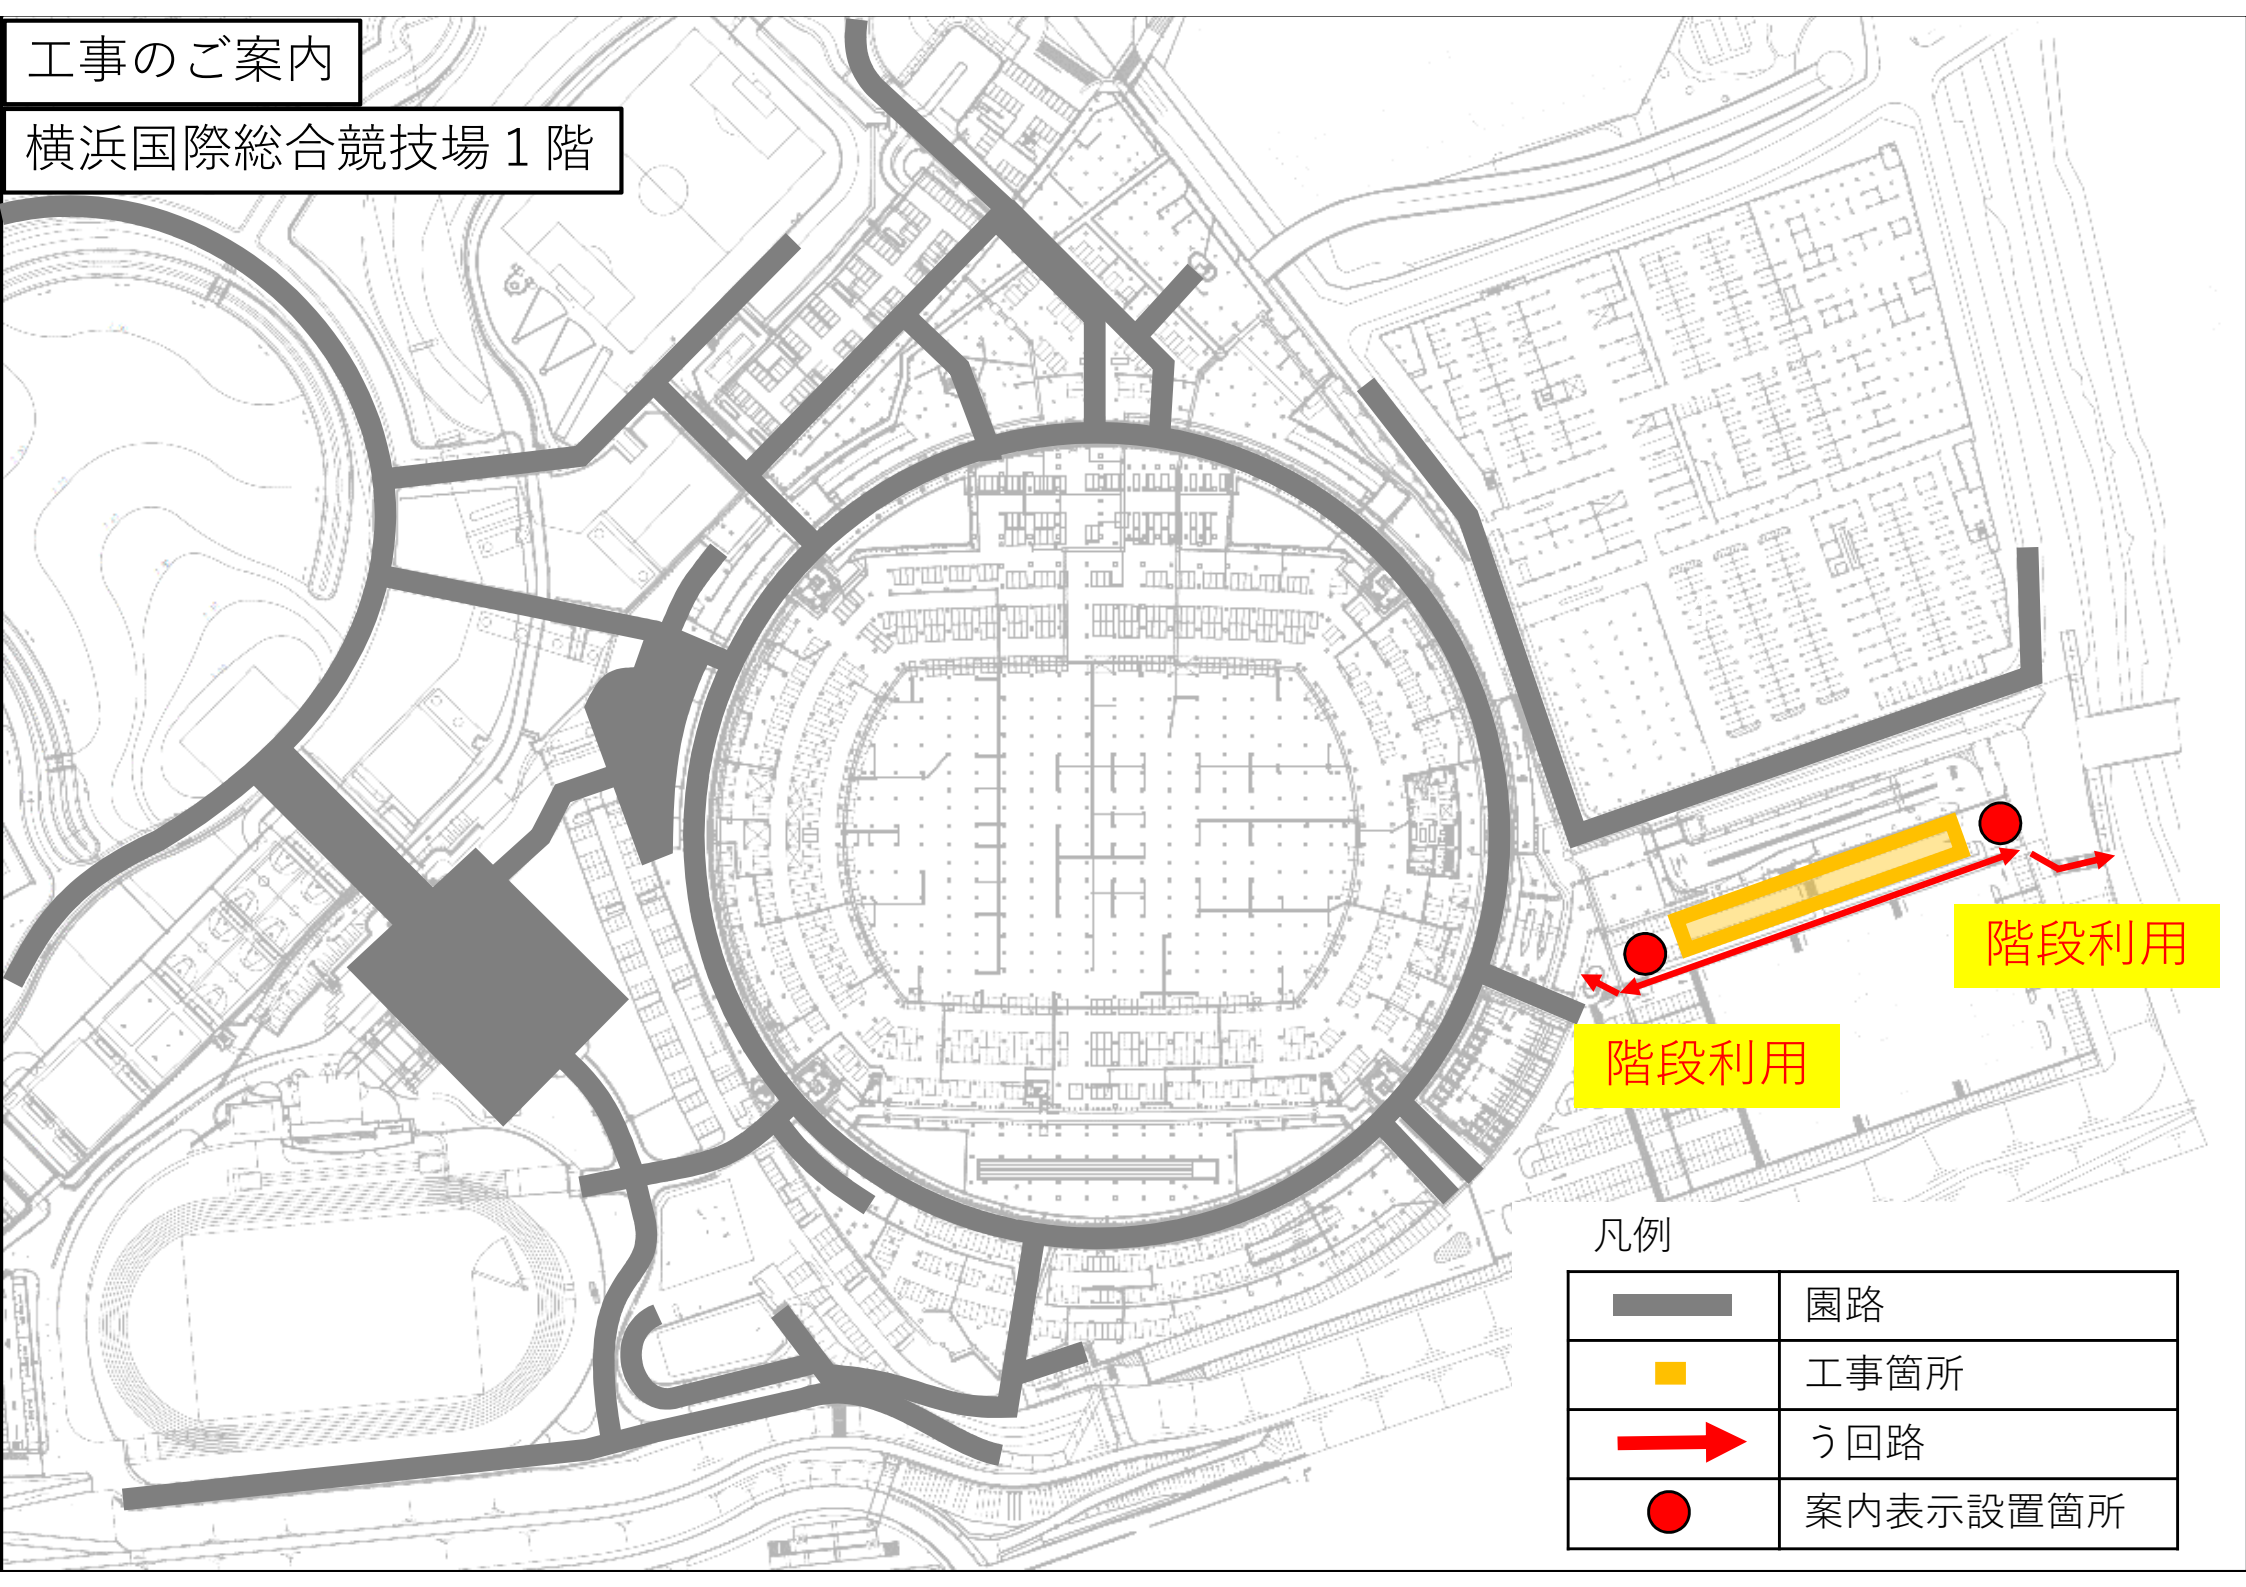 工事のご案内
横浜国際総合競技場１階
階段利用
階段利用
凡例
園路
工事箇所
う回路
案内表示設置箇所